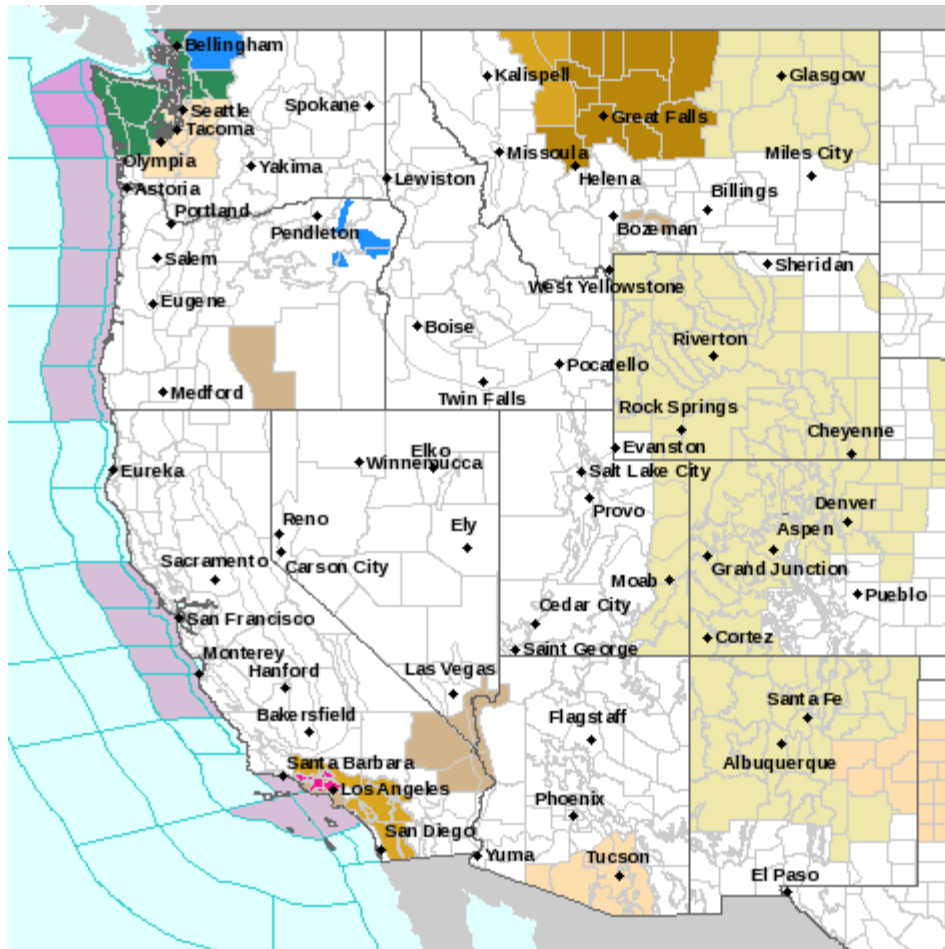 Bellingham
Kalispell
Glasgow
Spokane
Seattle
Great Falls
Tacoma
Olympia
Missoula
Miles City
Yakima
Lewiston
Helena
Astoria
Billings
Portland
Pendleton
Bozeman
Salem
Sheridan
West Yellowstone
Eugene
Boise
Riverton
Pocatello
Medford
Twin Falls
Rock Springs
Cheyenne
Evanston
Elko
Winnemucca
Eureka
Salt Lake City
Provo
Denver
Reno
Ely
Aspen
Sacramento
Carson City
Grand Junction
Moab
Pueblo
Cedar City
San Francisco
Cortez
Saint George
Monterey
Hanford
Las Vegas
Santa Fe
Bakersfield
Flagstaff
Albuquerque
Santa Barbara
Los Angeles
Phoenix
San Diego
Yuma
Tucson
El Paso